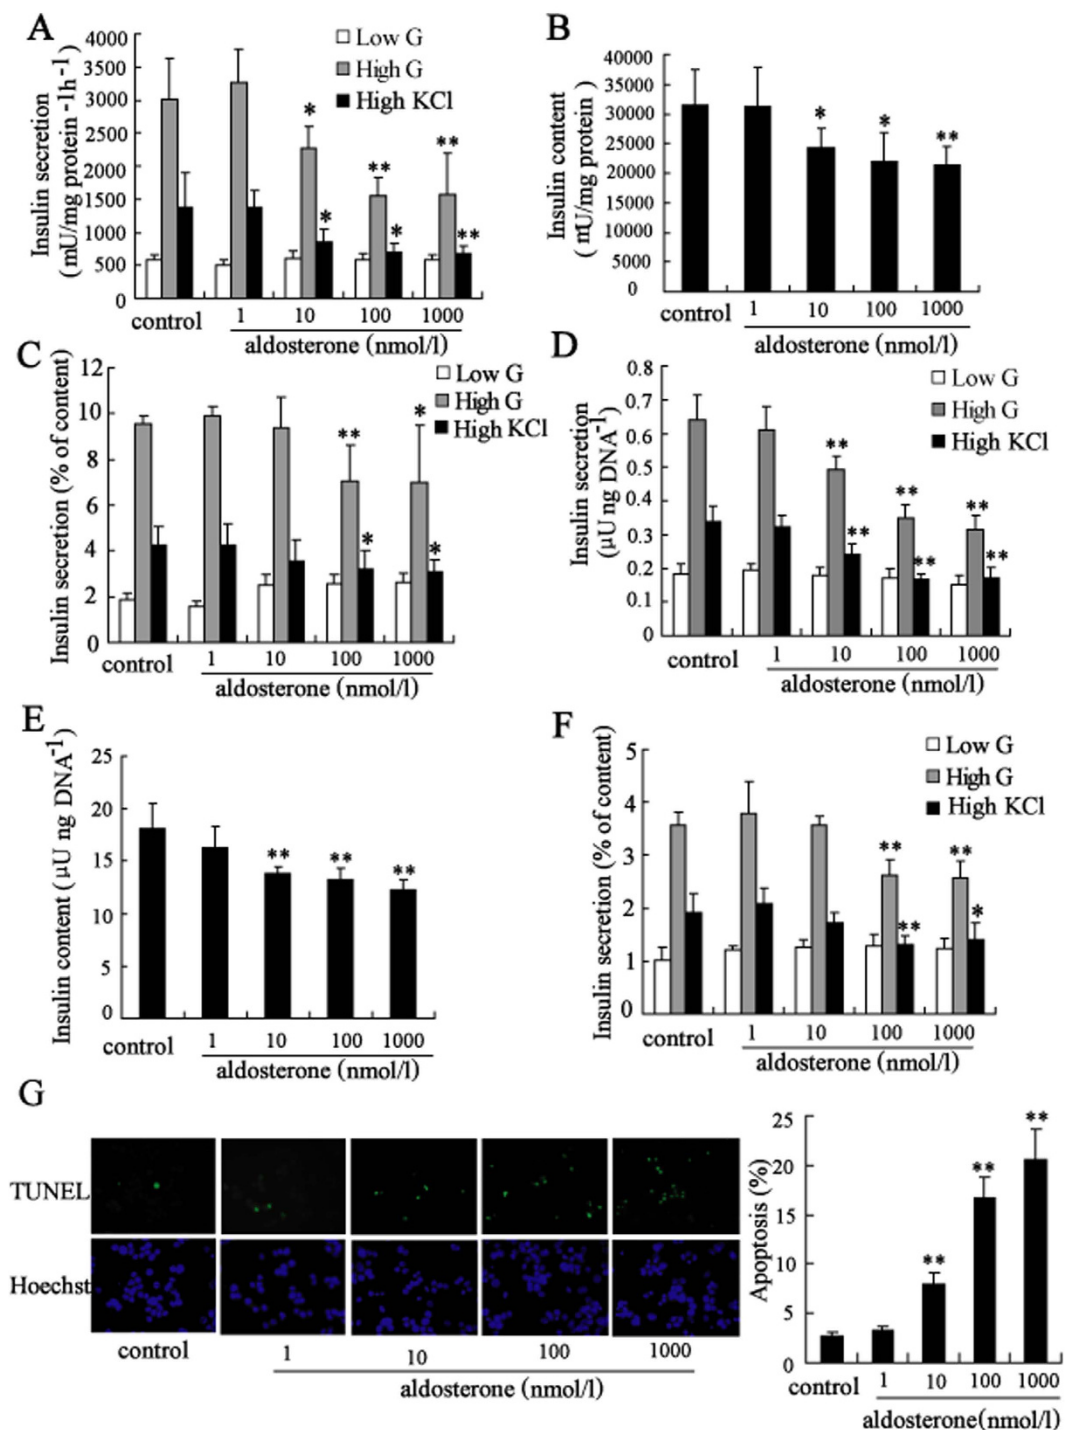 A
Insulin secretion
( mU/mg protein -1h⁻¹ )
4000
3500
3000
2500
2000
1500
1000
500
0
Low G
High G
High KCl
*
**
**
*
*
**
control
1
10
100
1000
aldosterone (nmol/l)
B
Insulin content
( mU/mg protein )
40000
35000
30000
25000
20000
15000
10000
5000
0
*
*
**
control
1
10
100
1000
aldosterone (nmol/l)
C
Insulin secretion (% of content)
12
10
8
6
4
2
0
Low G
High G
High KCl
**
*
*
*
control
1
10
100
1000
aldosterone (nmol/l)
D
Insulin secretion
(μU ng DNA⁻¹)
0.8
0.7
0.6
0.5
0.4
0.3
0.2
0.1
0
Low G
High G
High KCl
**
**
**
**
**
**
control
1
10
100
1000
aldosterone (nmol/l)
E
Insulin content ( μU ng DNA⁻¹)
25
20
15
10
5
0
**
**
**
control
1
10
100
1000
aldosterone (nmol/l)
F
Insulin secretion (% of content)
5
4
3
2
1
0
Low G
High G
High KCl
**
**
**
*
control
1
10
100
1000
aldosterone (nmol/l)
G
TUNEL
Hoechst
control
1
10
100
1000
aldosterone (nmol/l)
Apoptosis (%)
25
20
15
10
5
0
**
**
**
control
1
10
100
1000
aldosterone(nmol/l)